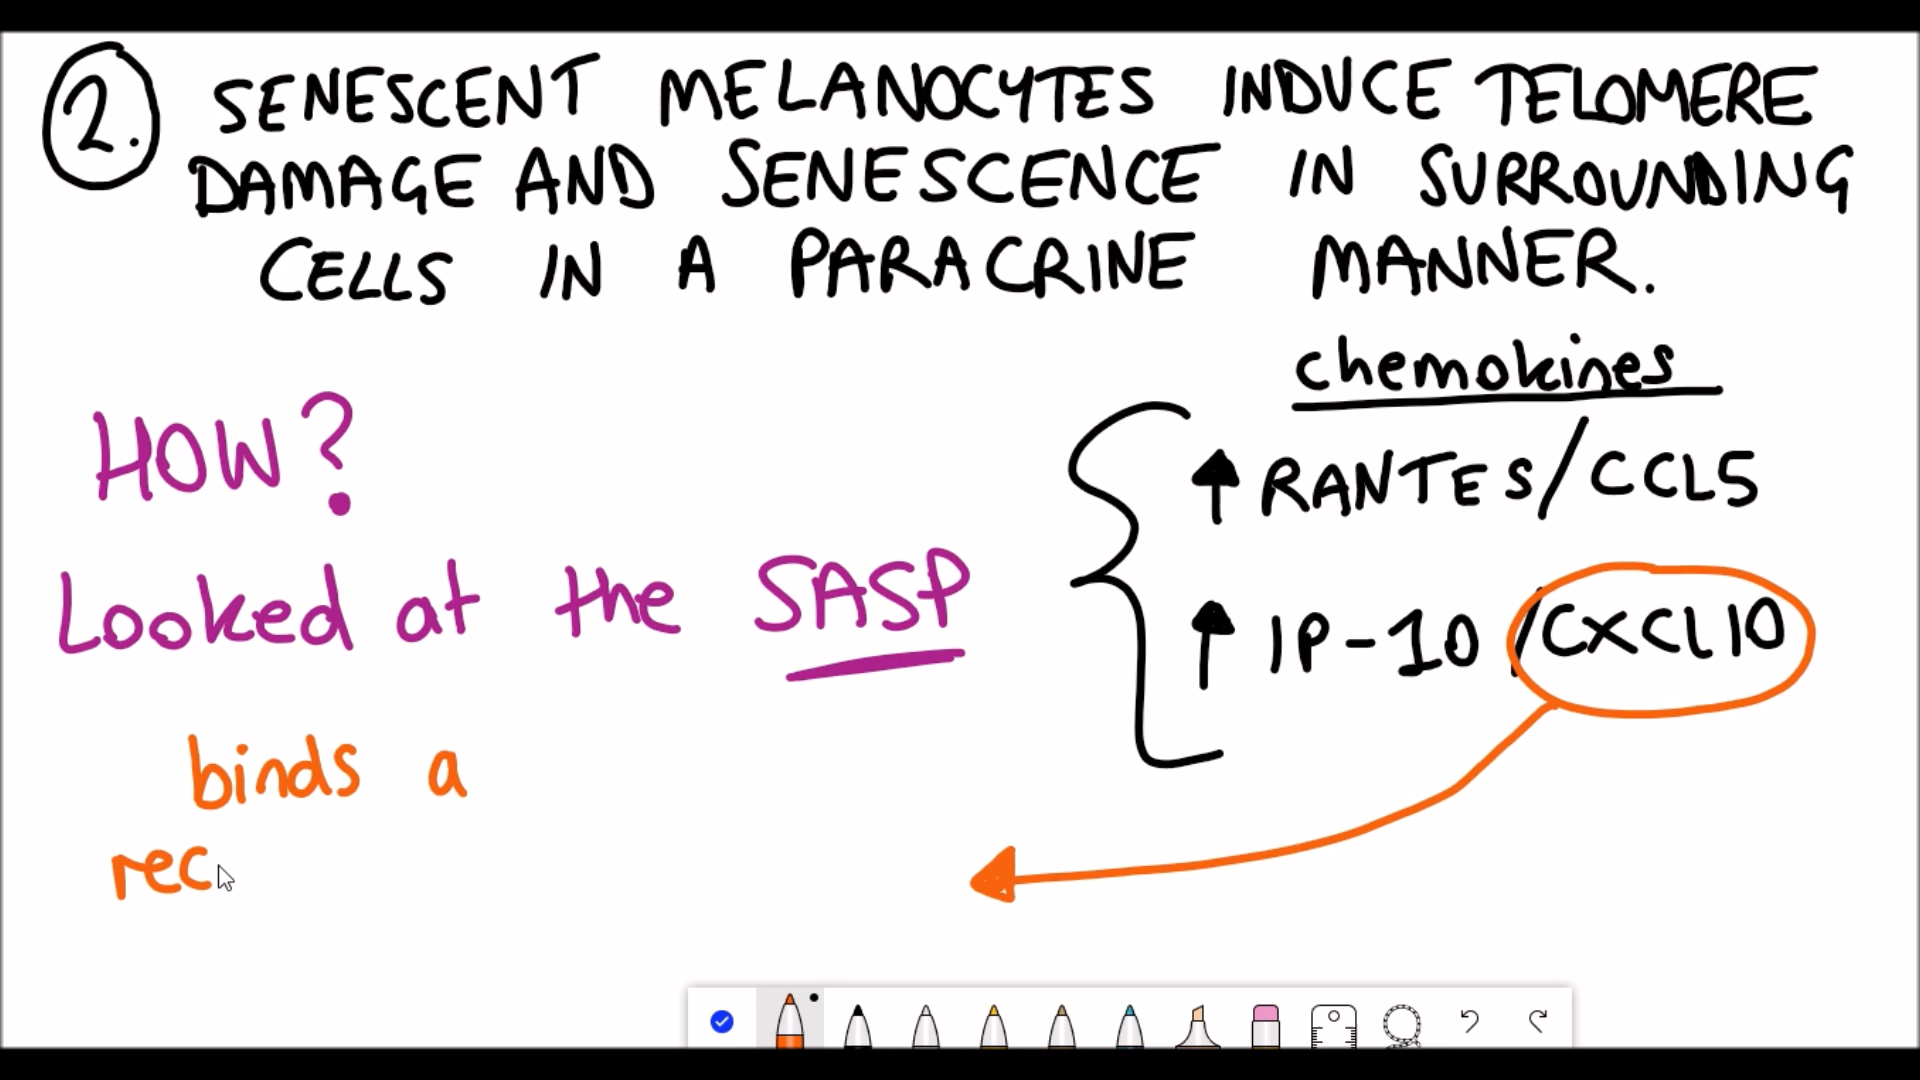 2. SENESCENT MELANOCYTES INDUCE TELOMERE
DAMAGE AND SENESCENCE IN SURROUNDING
CELLS IN A PARACRINE MANNER.
chemokines
HOW?
↑ RANTES/CCL5
Looked at the SASP
↑ IP-10/CXCL10
binds a
rec